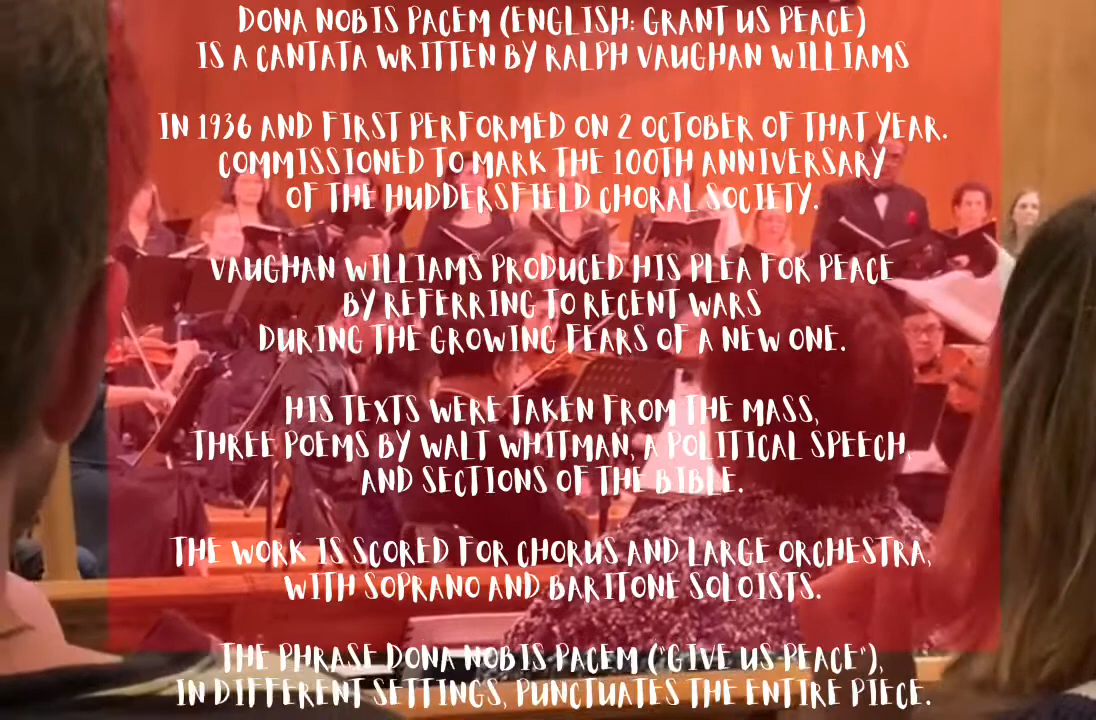 DONA NOBIS PACEM (ENGLISH: GRANT US PEACE)
IS A CANTATA WRITTEN BY RALPH VAUGHAN WILLIAMS
IN 1936 AND FIRST PERFORMED ON 2 OCTOBER OF THAT YEAR.
COMMISSIONED TO MARK THE 100TH ANNIVERSARY
OF THE HUDDERSFIELD CHORAL SOCIETY.
VAUGHAN WILLIAMS PRODUCED HIS PLEA FOR PEACE
BY REFERRING TO RECENT WARS
DURING THE GROWING FEARS OF A NEW ONE.
HIS TEXTS WERE TAKEN FROM THE MASS,
THREE POEMS BY WALT WHITMAN, A POLITICAL SPEECH,
AND SECTIONS OF THE BIBLE.
THE WORK IS SCORED FOR CHORUS AND LARGE ORCHESTRA,
WITH SOPRANO AND BARITONE SOLOISTS.
THE PHRASE DONA NOBIS PACEM ("GIVE US PEACE"),
IN DIFFERENT SETTINGS, PUNCTUATES THE ENTIRE PIECE.